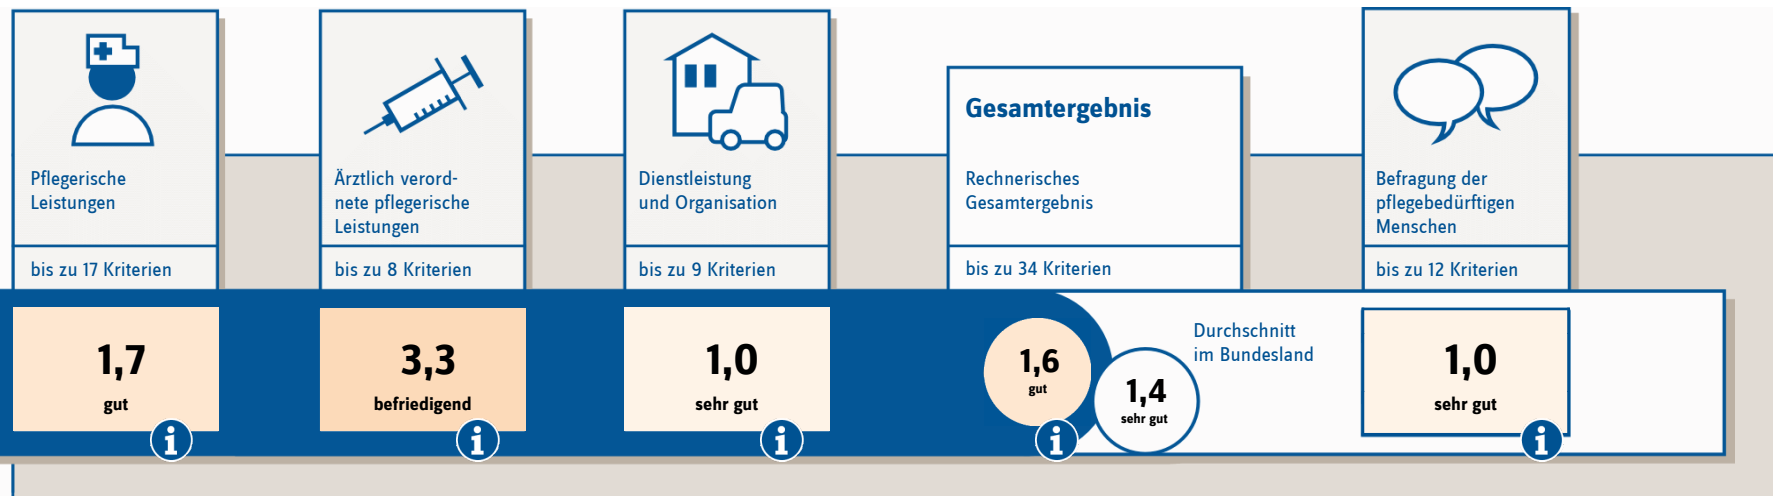 Pflegerische
Leistungen
bis zu 17 Kriterien
1,7
gut
i
Ärztlich verord-
nete pflegerische
Leistungen
bis zu 8 Kriterien
3,3
befriedigend
i
Dienstleistung
und Organisation
bis zu 9 Kriterien
1,0
sehr gut
i
Gesamtergebnis
Rechnerisches
Gesamtergebnis
bis zu 34 Kriterien
1,6
gut
i
Durchschnitt
im Bundesland
1,4
sehr gut
Befragung der
pflegebedürftigen
Menschen
bis zu 12 Kriterien
1,0
sehr gut
i